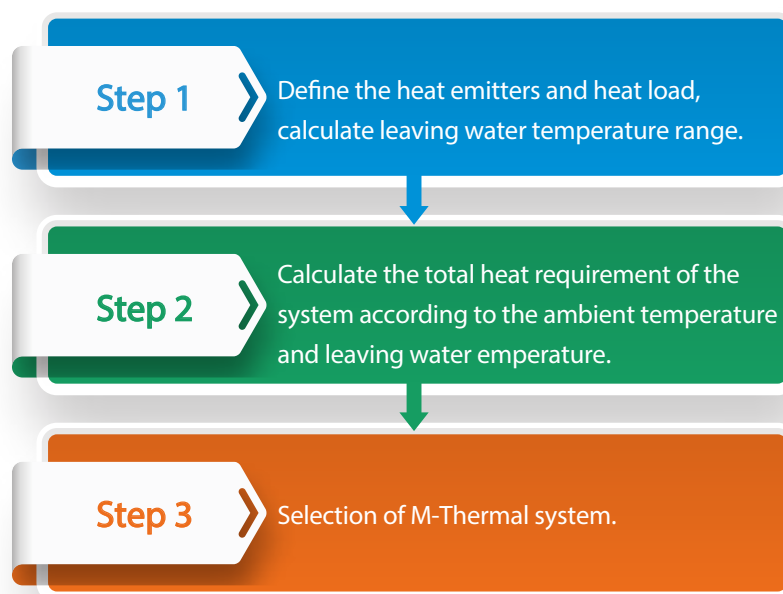 Step 1
Define the heat emitters and heat load,
calculate leaving water temperature range.
Step 2
Calculate the total heat requirement of the
system according to the ambient temperature
and leaving water emperature.
Step 3
Selection of M-Thermal system.